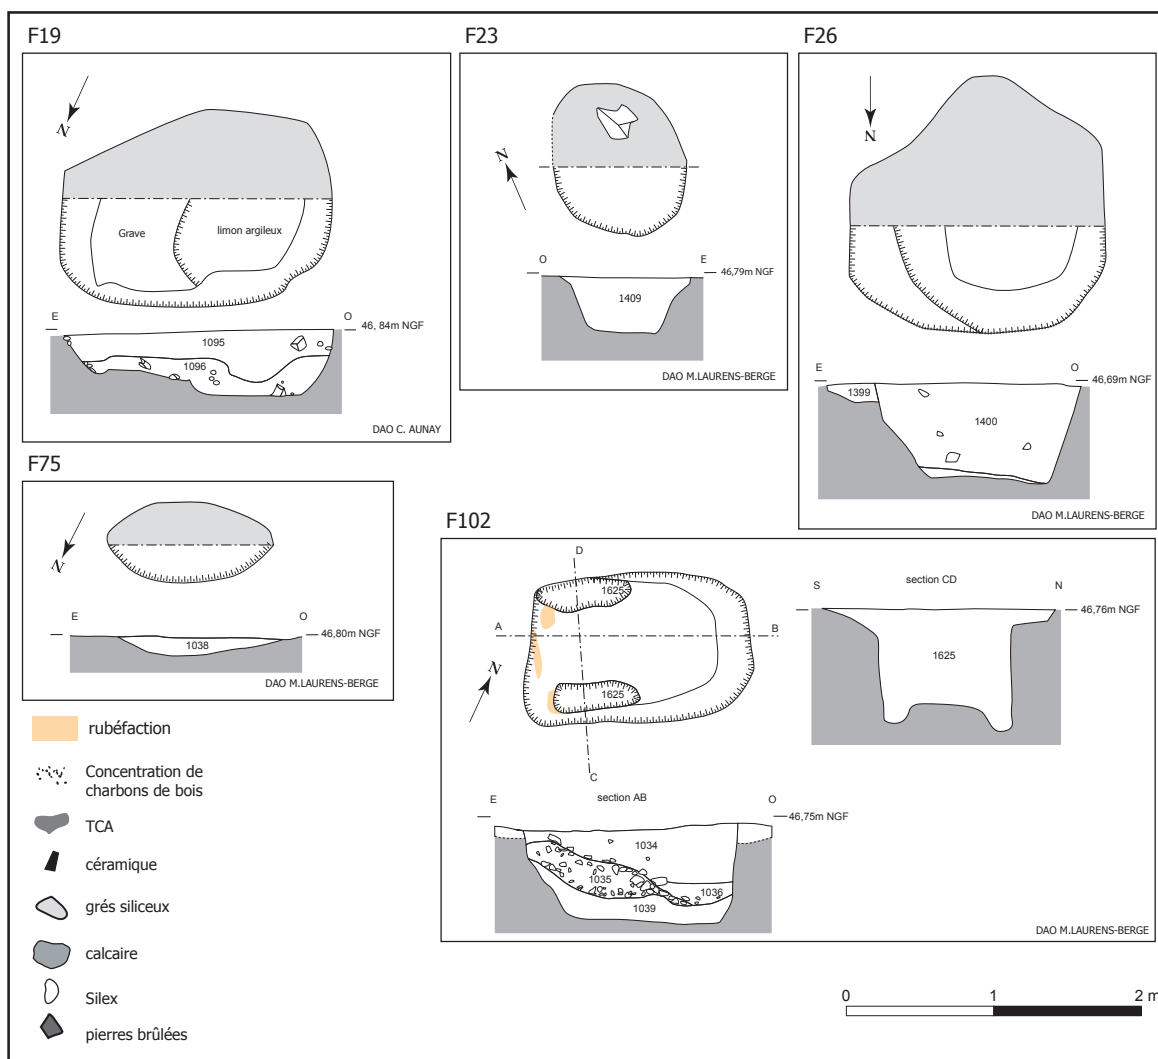 F19
N
Grave
limon argileux
E
O
46, 84m NGF
1095
1096
DAO C. AUNAY
F23
N
O
E
46,79m NGF
1409
DAO M.LAURENS-BERGE
F26
N
E
O
46,69m NGF
1399
1400
DAO M.LAURENS-BERGE
F75
N
E
O
46,80m NGF
1038
DAO M.LAURENS-BERGE
F102
D
1625
A
B
N
1625
C
section CD
S
N
46,76m NGF
1625
E
section AB
O
46,75m NGF
1034
1035
1036
1039
DAO M.LAURENS-BERGE
rubéfaction
Concentration de
charbons de bois
TCA
céramique
grés siliceux
calcaire
Silex
pierres brûlées
0
1
2 m